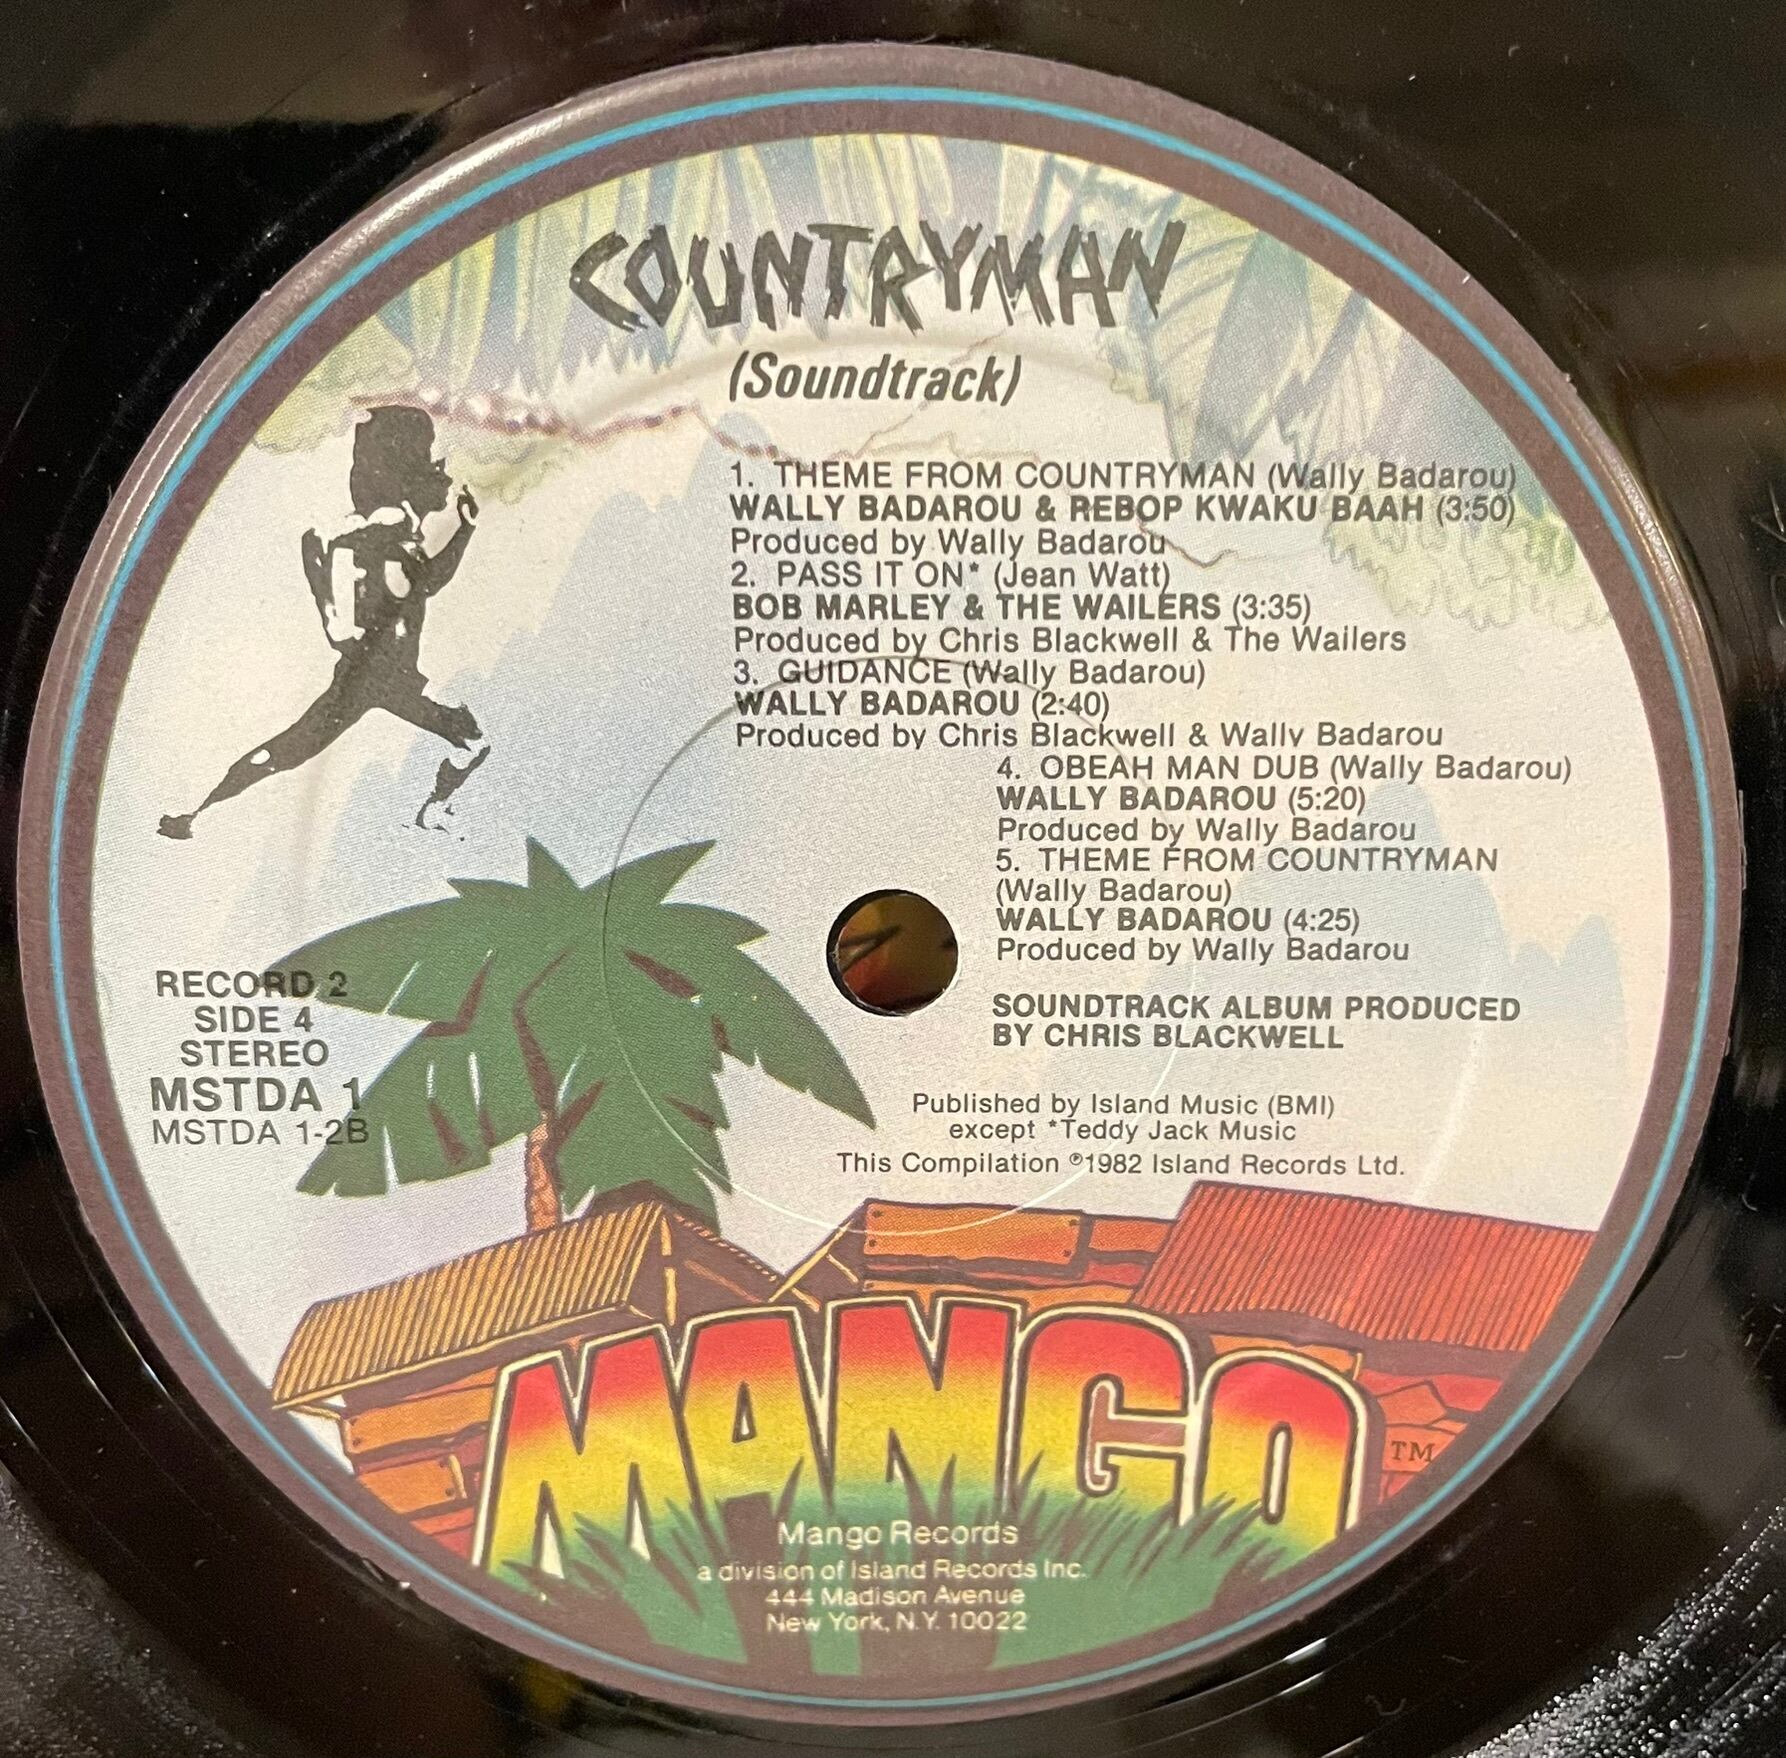 COUNTRYMAN
(Soundtrack)
1. THEME FROM COUNTRYMAN (Wally Badarou)
WALLY BADAROU & REBOP KWAKU BAAH (3:50)
Produced by Wally Badarou
2. PASS IT ON* (Jean Watt)
BOB MARLEY & THE WAILERS (3:35)
Produced by Chris Blackwell & The Wailers
3. GUIDANCE (Wally Badarou)
WALLY BADAROU (2:40)
Produced by Chris Blackwell & Wally Badarou
4. OBEAH MAN DUB (Wally Badarou)
WALLY BADAROU (5:20)
Produced by Wally Badarou
5. THEME FROM COUNTRYMAN
(Wally Badarou)
WALLY BADAROU (4:25)
Produced by Wally Badarou
RECORD 2
SIDE 4
STEREO
MSTDA 1
MSTDA 1-2B
SOUNDTRACK ALBUM PRODUCED
BY CHRIS BLACKWELL
Published by Island Music (BMI)
except *Teddy Jack Music
This Compilation ℗1982 Island Records Ltd.
MANGO TM
Mango Records
a division of Island Records Inc.
444 Madison Avenue
New York, N.Y. 10022